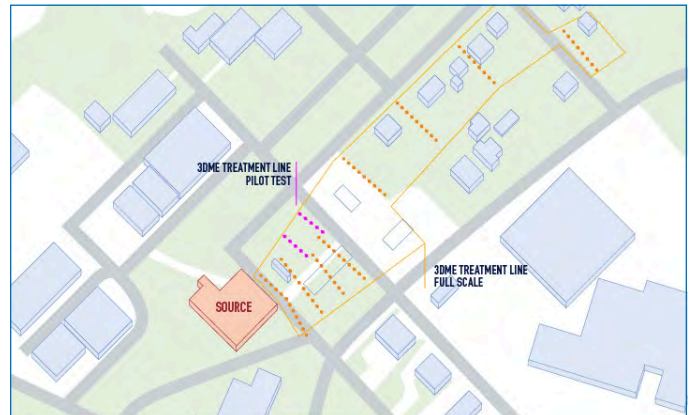 3DME TREATMENT LINE
PILOT TEST
3DME TREATMENT LINE
FULL SCALE
SOURCE